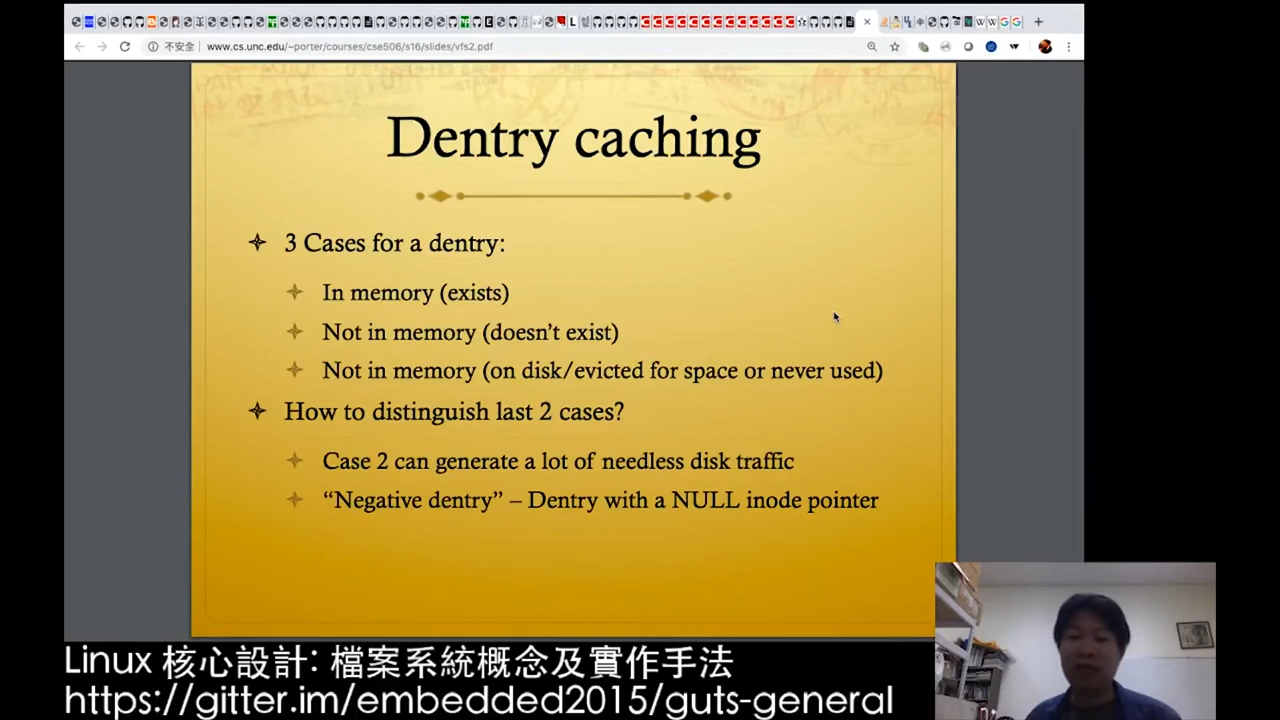 不安全 www.cs.unc.edu/~porter/courses/cse506/s16/slides/vfs2.pdf
Dentry caching
3 Cases for a dentry:
In memory (exists)
Not in memory (doesn't exist)
Not in memory (on disk/evicted for space or never used)
How to distinguish last 2 cases?
Case 2 can generate a lot of needless disk traffic
“Negative dentry” – Dentry with a NULL inode pointer
Linux 核心設計: 檔案系統概念及實作手法
https://gitter.im/embedded2015/guts-general